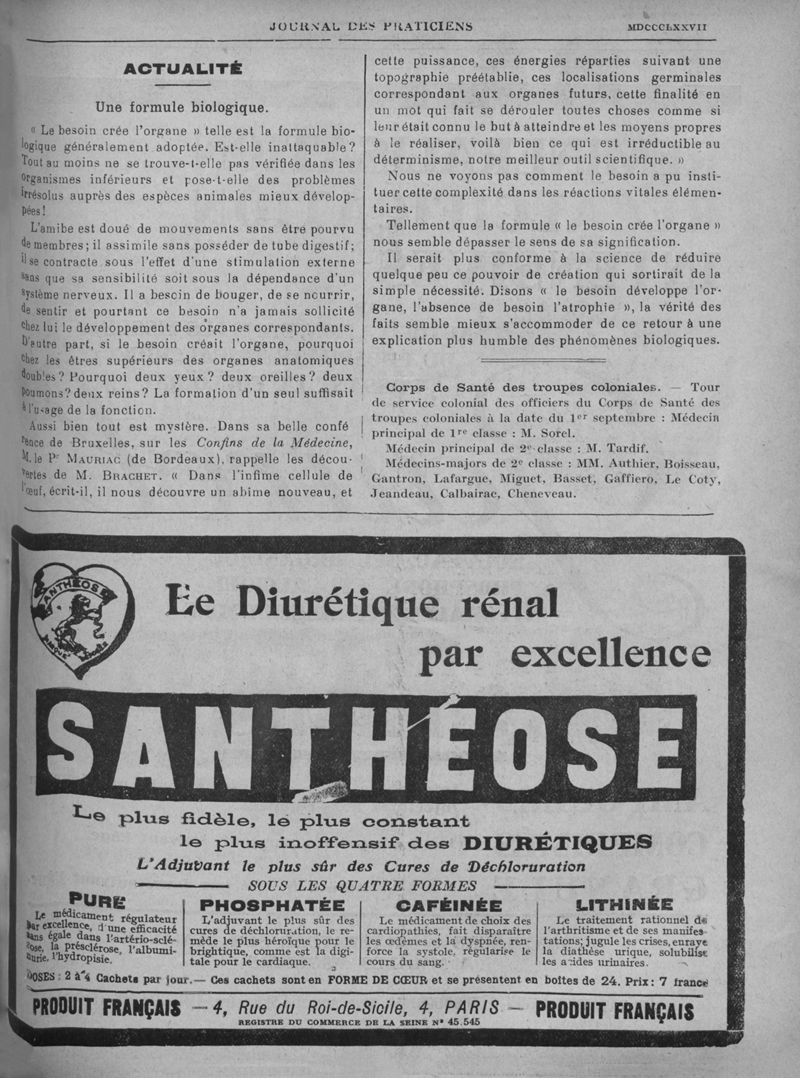 JOURNAL DES PRATICIENS
MDCCCLXXVII
ACTUALITÉ
Une formule biologique.
« Le besoin crée l'organe » telle est la formule bio-
logique généralement adoptée. Est-elle inattaquable?
Tout au moins ne se trouve-t-elle pas vérifiée dans les
organismes inférieurs et pose-t-elle des problèmes
irrésolus auprès des espèces animales mieux dévelop-
pées!
L'amibe est doué de mouvements sans être pourvu
de membres; il assimile sans posséder de tube digestif;
il se contracte sous l'effet d'une stimulation externe
sans que sa sensibilité soit sous la dépendance d'un
système nerveux. Il a besoin de bouger, de se nourrir,
de sentir et pourtant ce besoin n'a jamais sollicité
chez lui le développement des organes correspondants.
D'autre part, si le besoin créait l'organe, pourquoi
chez les êtres supérieurs des organes anatomiques
doubles? Pourquoi deux yeux? deux oreilles? deux
poumons? deux reins? La formation d'un seul suffisait
à l'usage de la fonction.
Aussi bien tout est mystère. Dans sa belle confé
rence de Bruxelles, sur les Confins de la Médecine,
M. le Pr MAURIAC (de Bordeaux), rappelle les décou-
vertes de M. BRACHET. « Dans l'infime cellule de
l'œuf, écrit-il, il nous découvre un abîme nouveau, et
cette puissance, ces énergies réparties suivant une
topographie préétablie, ces localisations germinales
correspondant aux organes futurs, cette finalité en
un mot qui fait se dérouler toutes choses comme si
leur était connu le but à atteindre et les moyens propres
à le réaliser, voilà bien ce qui est irréductible au
déterminisme, notre meilleur outil scientifique. »
Nous ne voyons pas comment le besoin a pu insti-
tuer cette complexité dans les réactions vitales élémen-
taires.
Tellement que la formule « le besoin crée l'organe »
nous semble dépasser le sens de sa signification.
Il serait plus conforme à la science de réduire
quelque peu ce pouvoir de création qui sortirait de la
simple nécessité. Disons « le besoin développe l'or-
gane, l'absence de besoin l'atrophie », la vérité des
faits semble mieux s'accommoder de ce retour à une
explication plus humble des phénomènes biologiques.
Corps de Santé des troupes coloniales. — Tour
de service colonial des officiers du Corps de Santé des
troupes coloniales à la date du 1er septembre : Médecin
principal de 1re classe : M. Sorel.
Médecin principal de 2e classe : M. Tardif.
Médecins-majors de 2e classe : MM. Authier, Boisseau,
Gantron, Lafargue, Miguet, Basset, Gaffiero, Le Coty,
Jeandeau, Calbairac, Cheneveau.
SANTHÉOSE
Le Diurétique rénal
par excellence
SANTHÉOSE
Le plus fidèle, le plus constant
le plus inoffensif des DIURÉTIQUES
L'Adjuvant le plus sûr des Cures de Déchloruration
SOUS LES QUATRE FORMES
PURE
Le médicament régulateur
par excellence, d'une efficacité
sans égale dans l'artério-sclé-
rose, la présclérose, l'albumi-
nurie, l'hydropisie.
PHOSPHATÉE
L'adjuvant le plus sûr des
cures de déchloruration, le re-
mède le plus héroïque pour le
brightique, comme est la digi-
tale pour le cardiaque.
CAFÉINÉE
Le médicament de choix des
cardiopathies, fait disparaître
les œdèmes et la dyspnée, ren-
force la systole, régularise le
cours du sang.
LITHINÉE
Le traitement rationnel de
l'arthritisme et de ses manifes-
tations; jugule les crises, enraye
la diathèse urique, solubilise
les acides urinaires.
DOSES : 2 à 4 Cachets par jour. — Ces cachets sont en FORME DE CŒUR et se présentent en boîtes de 24. Prix: 7 francs
PRODUIT FRANÇAIS — 4, Rue du Roi-de-Sicile, 4, PARIS — PRODUIT FRANÇAIS
REGISTRE DU COMMERCE DE LA SEINE N° 45.545